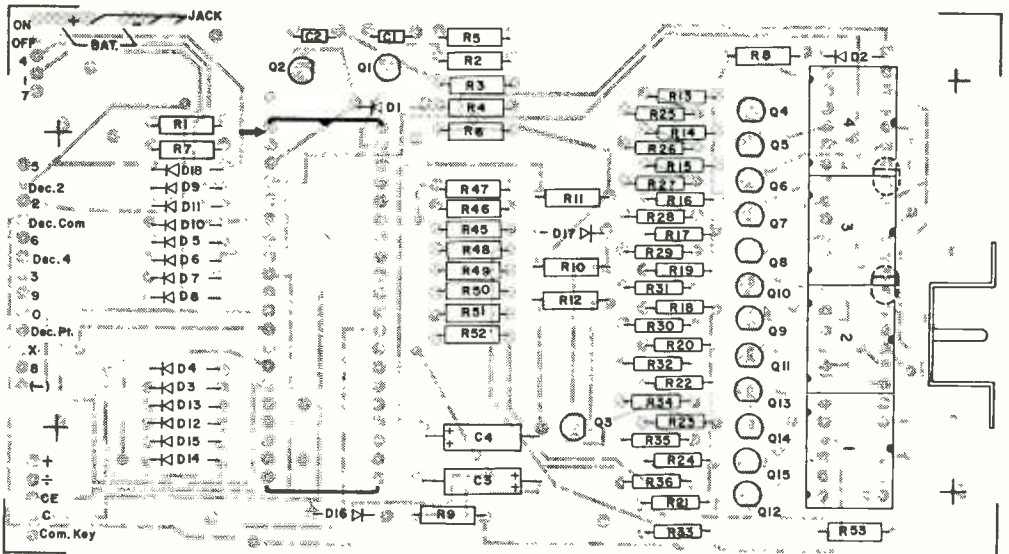 JACK
ON + -
OFF BAT.
4
1
7
C2 C1
Q2 Q1
D1
R5
R2
R3
R4
R6
R8 D2
R1
R7
D18
D9
D11
D10
D5
D6
D7
D8
5
Dec.2
2
Dec.Com
6
Dec.4
3
9
0
Dec.Pt.
X
8
(-)
D4
D3
D13
D12
D15
D14
+
÷
CE
C
Com. Key
R47
R46
R45
R48
R49
R50
R51
R52
R11
D17
R10
R12
C4
+ +
C3
+ +
Q3
D16
R9
R13
R25
R14
R26
R15
R27
R16
R28
R17
R29
R19
R31
R18
R30
R20
R32
R22
R34
R23
R35
R24
R36
R21
R33
Q4
Q5
Q6
Q7
Q8
Q10
Q9
Q11
Q13
Q14
Q15
Q12
4
3
2
1
R53